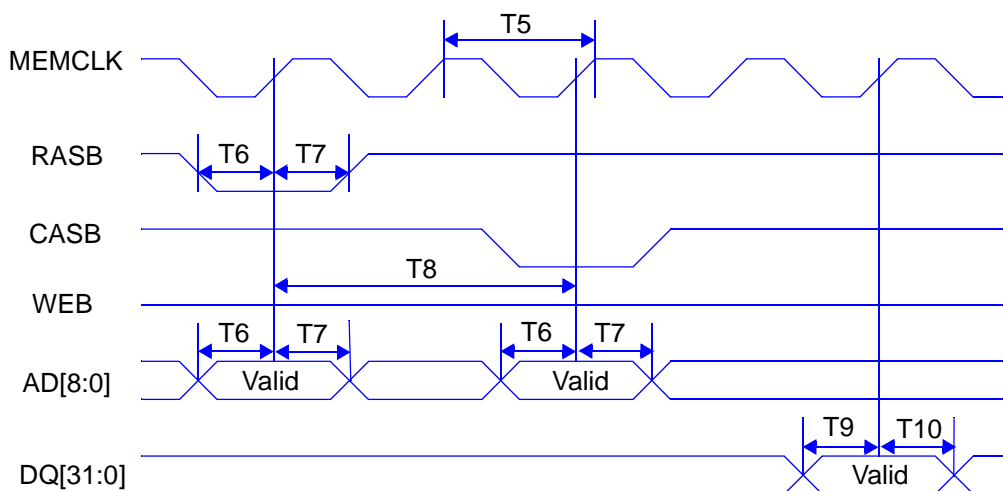 T5
MEMCLK
RASB
T6
T7
CASB
T8
WEB
T6
T7
T6
T7
AD[8:0]
Valid
Valid
T9
T10
DQ[31:0]
Valid